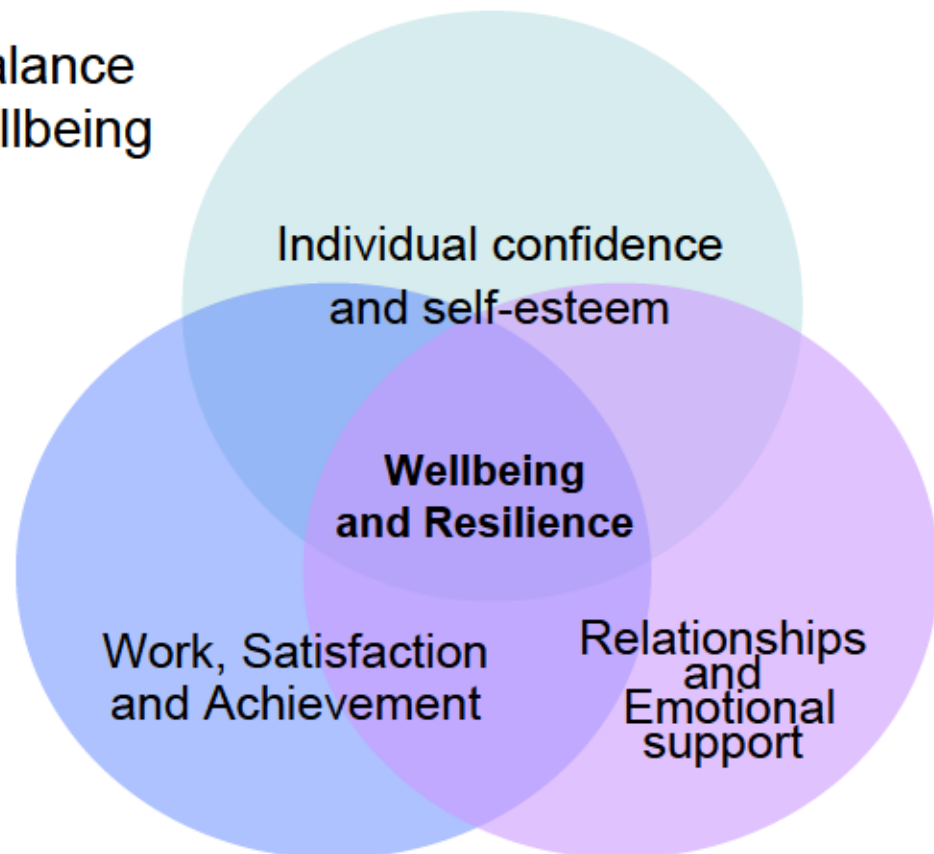 alance
llbeing
Individual confidence
and self-esteem
Wellbeing
and Resilience
Work, Satisfaction
and Achievement
Relationships
and
Emotional
support